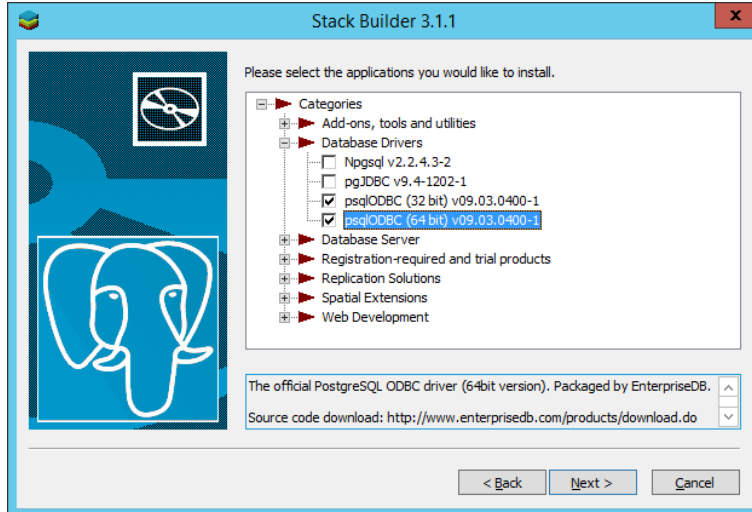 Stack Builder 3.1.1
x
Please select the applications you would like to install.
Categories
Add-ons, tools and utilities
Database Drivers
Npgsql v2.2.4.3-2
pgJDBC v9.4-1202-1
psqlODBC (32 bit) v09.03.0400-1
psqlODBC (64 bit) v09.03.0400-1
Database Server
Registration-required and trial products
Replication Solutions
Spatial Extensions
Web Development
The official PostgreSQL ODBC driver (64bit version). Packaged by EnterpriseDB.
Source code download: http://www.enterprisedb.com/products/download.do
< Back Next > Cancel